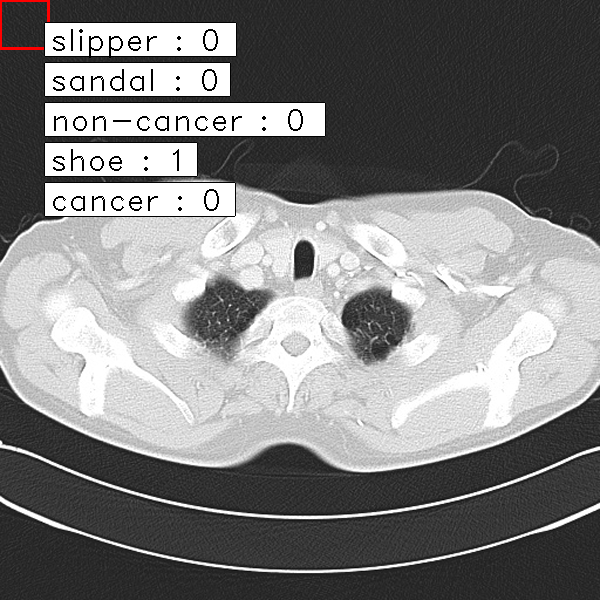 slipper : 0
sandal : 0
non-cancer : 0
shoe : 1
cancer : 0